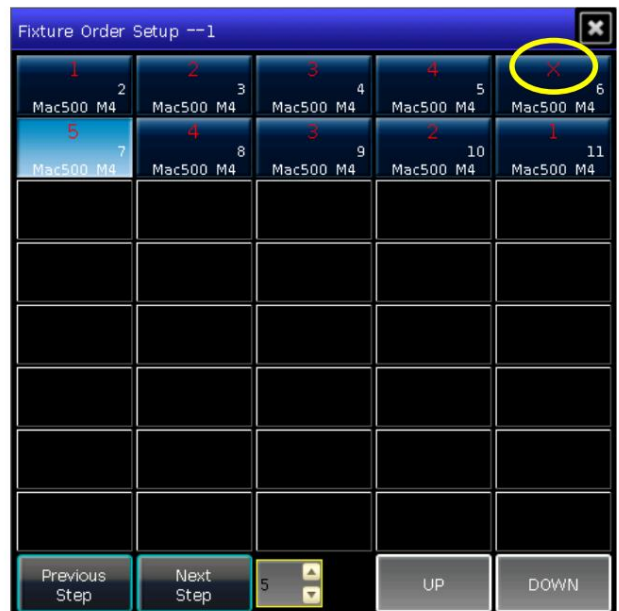 Fixture Order Setup --1
1 2 3 4 X
2 3 4 5 6
Mac500 M4 Mac500 M4 Mac500 M4 Mac500 M4 Mac500 M4
5 4 3 2 1
7 8 9 10 11
Mac500 M4 Mac500 M4 Mac500 M4 Mac500 M4 Mac500 M4
Previous Step
Next Step
5
UP
DOWN